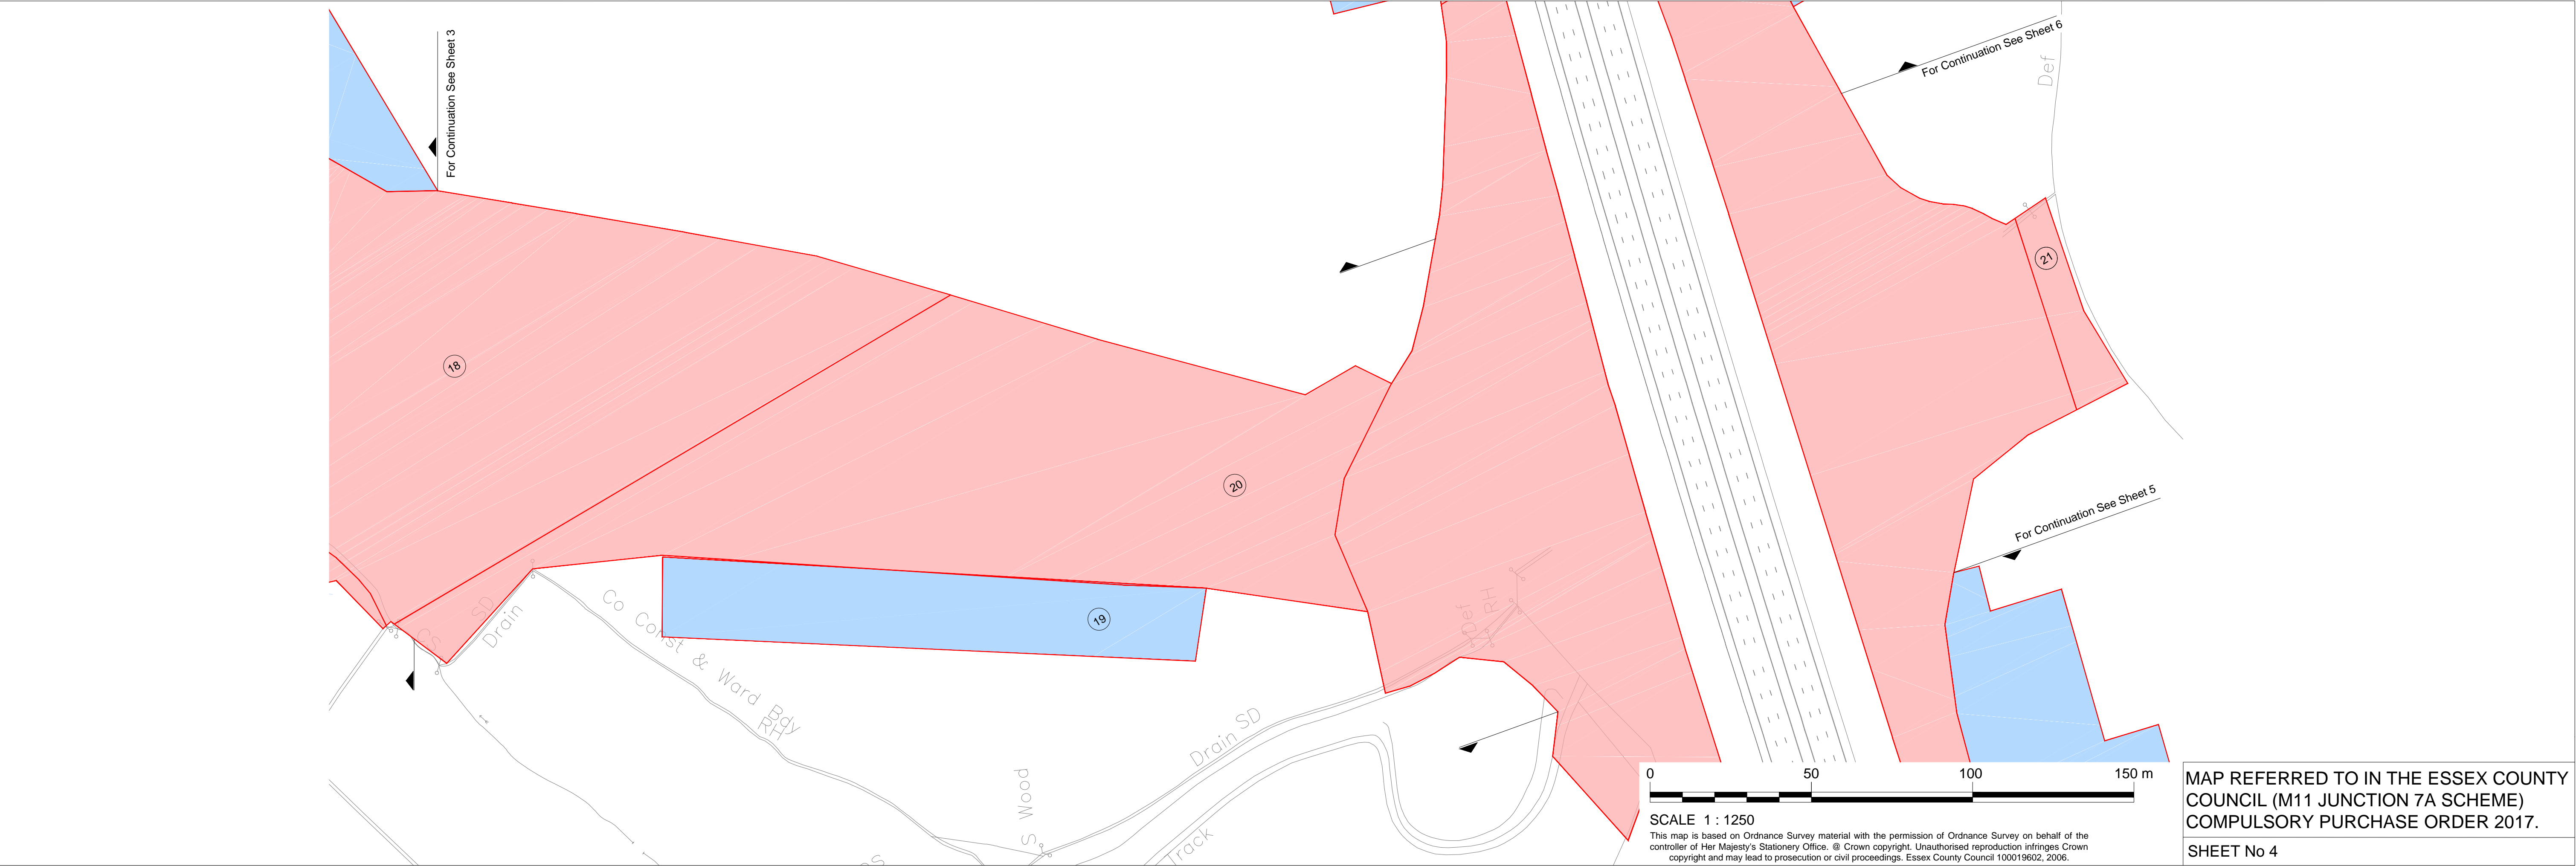 For Continuation See Sheet 3
For Continuation See Sheet 6
Def
21
18
20
For Continuation See Sheet 5
19
CS
SD
Drain
Co Const & Ward Bdy
RH
Def
RH
Drain SD
S Wood
Track
0 50 100 150 m
SCALE 1 : 1250
This map is based on Ordnance Survey material with the permission of Ordnance Survey on behalf of the
controller of Her Majesty's Stationery Office. @ Crown copyright. Unauthorised reproduction infringes Crown
copyright and may lead to prosecution or civil proceedings. Essex County Council 100019602, 2006.
MAP REFERRED TO IN THE ESSEX COUNTY
COUNCIL (M11 JUNCTION 7A SCHEME)
COMPULSORY PURCHASE ORDER 2017.
SHEET No 4